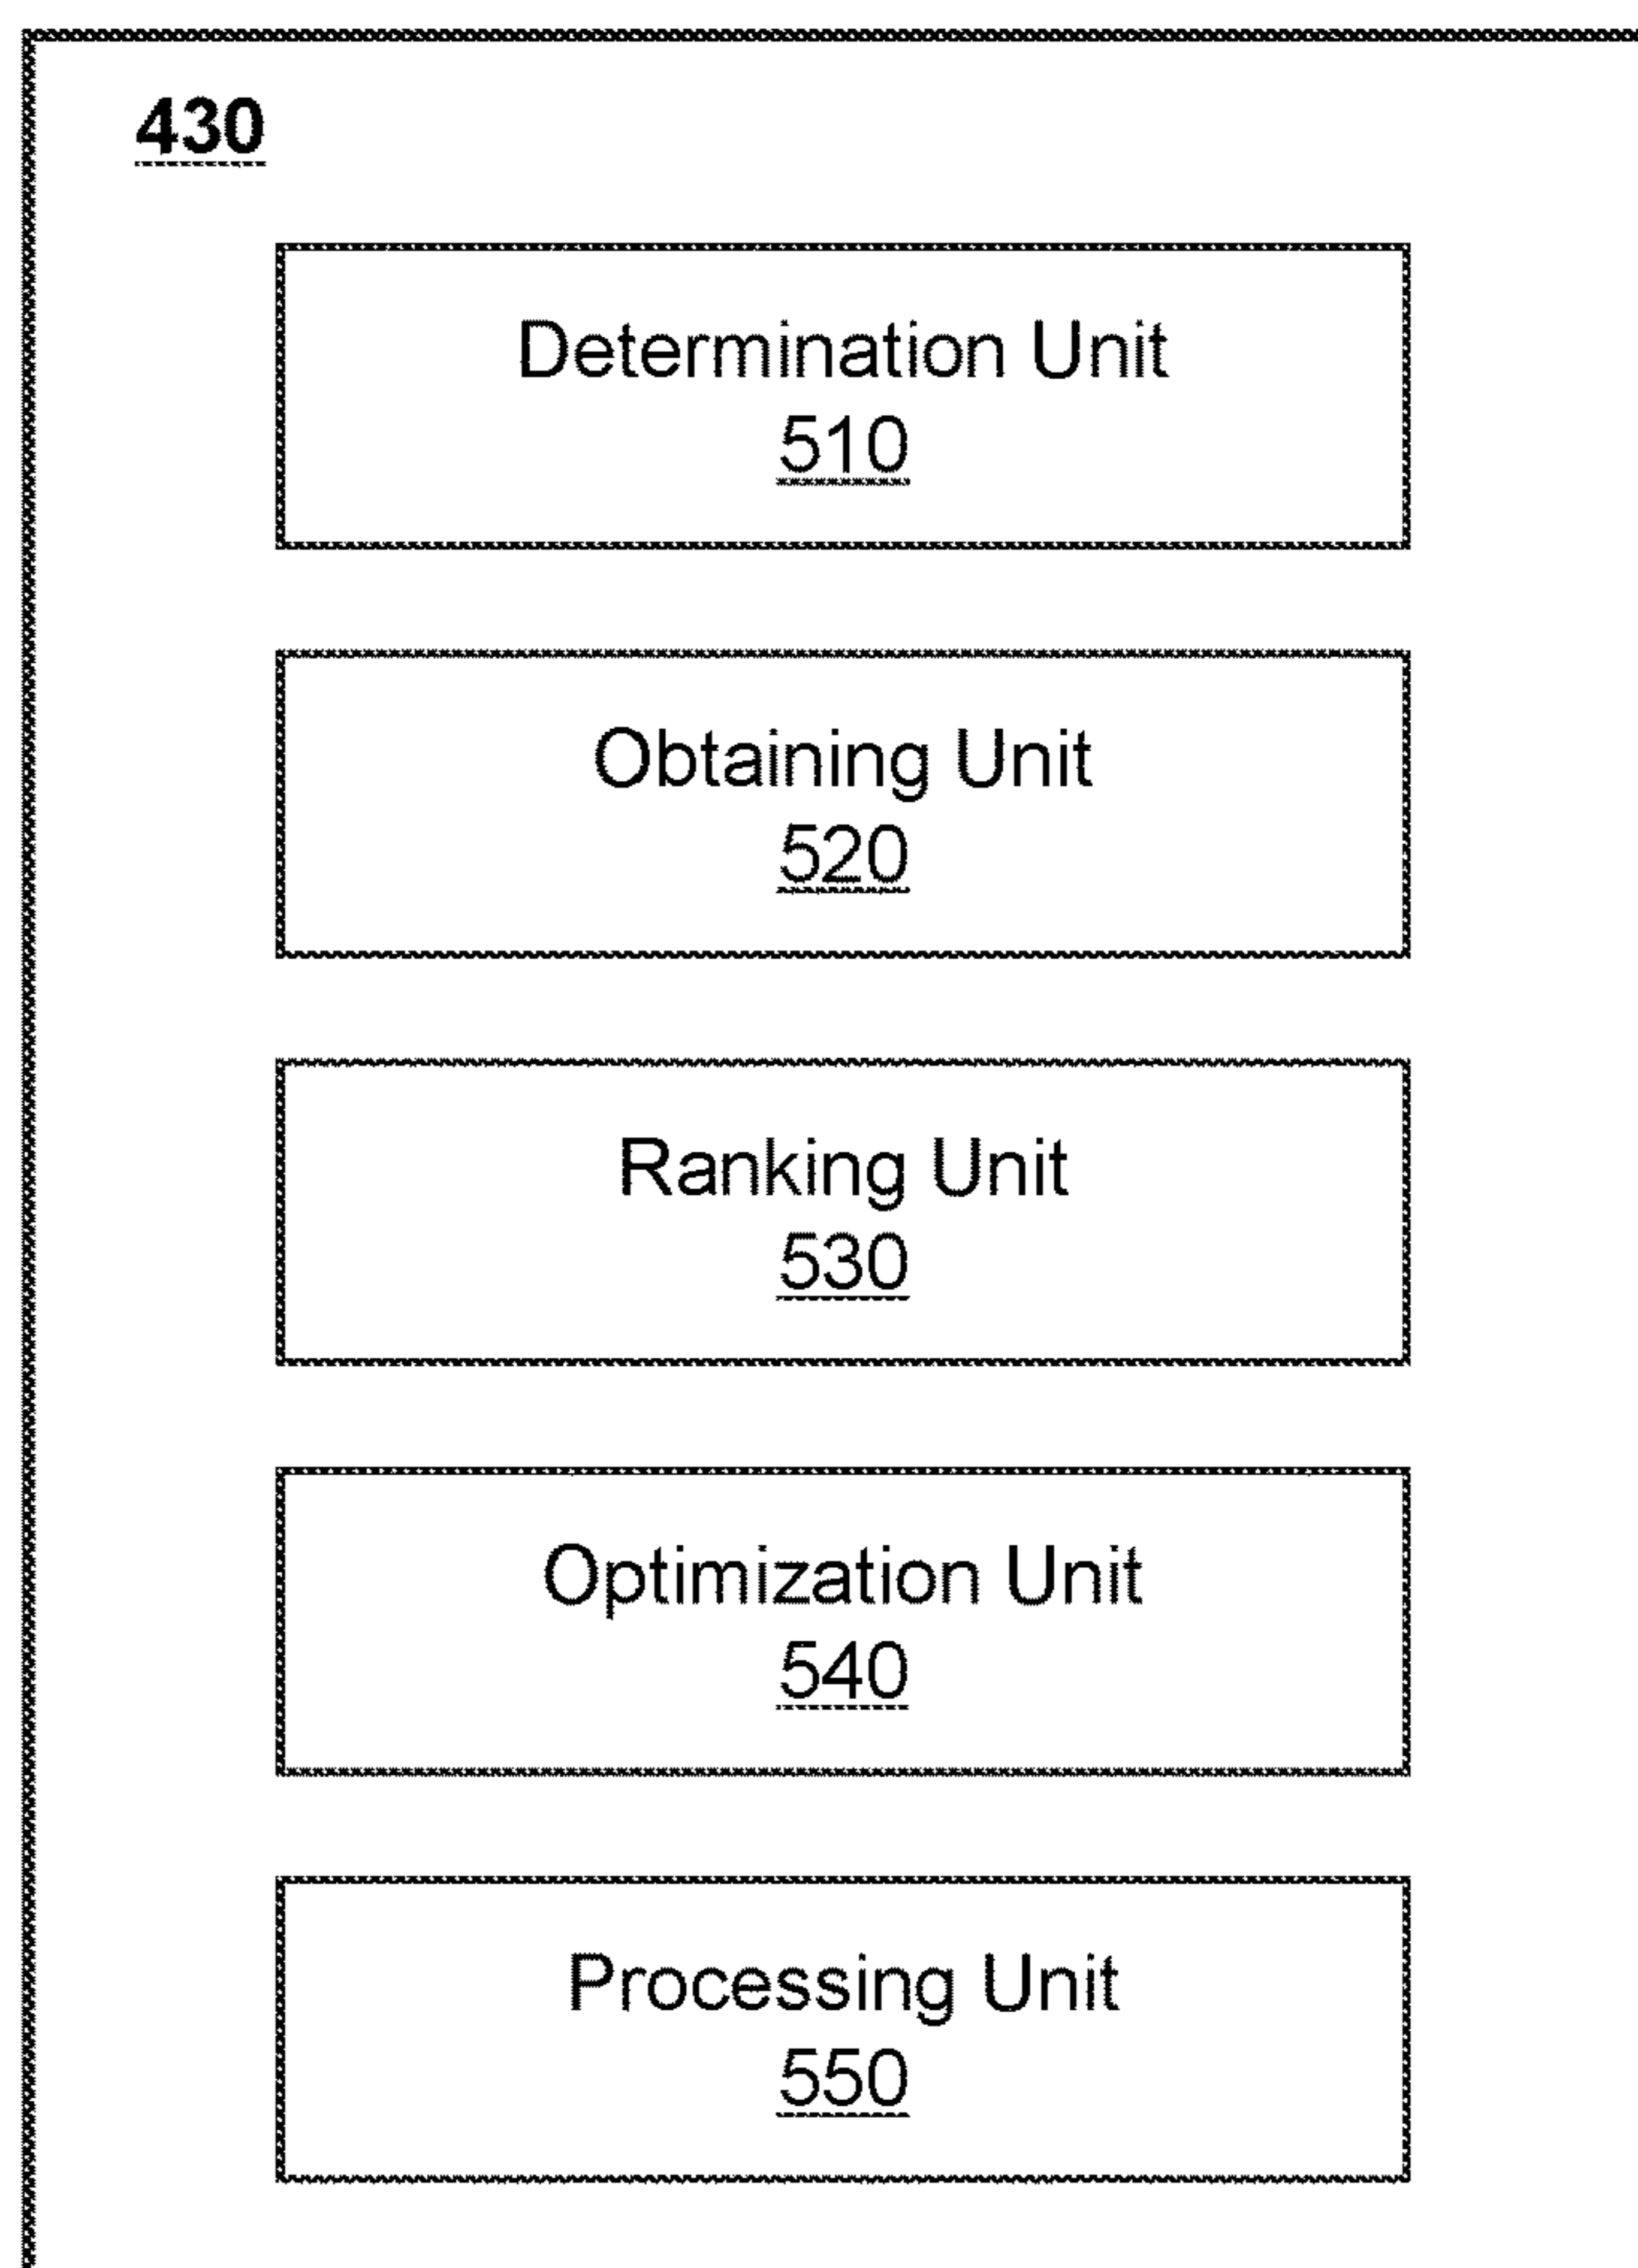 430
Determination Unit
510
Obtaining Unit
520
Ranking Unit
530
Optimization Unit
540
Processing Unit
550